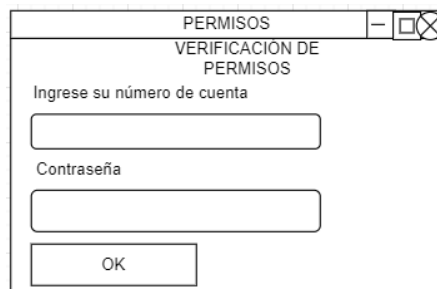 PERMISOS
VERIFICACIÓN DE
PERMISOS
Ingrese su número de cuenta
Contraseña
OK